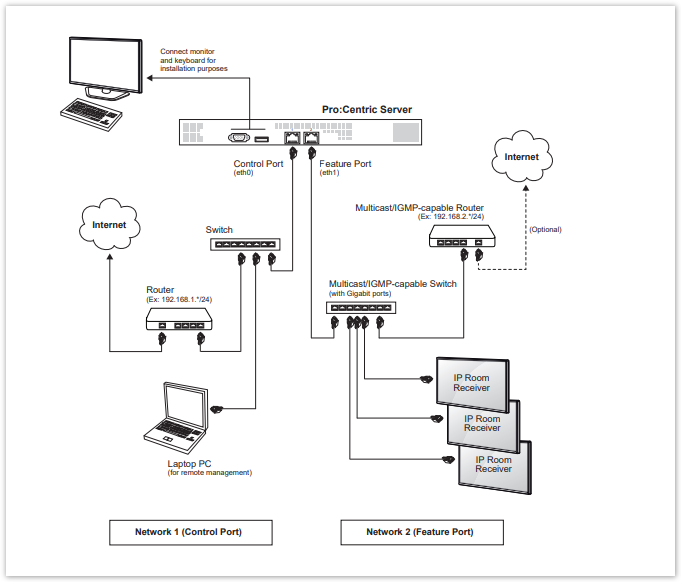 Connect monitor
and keyboard for
installation purposes
Pro:Centric Server
Control Port
(eth0)
Feature Port
(eth1)
Internet
Multicast/IGMP-capable Router
(Ex: 192.168.2.*/24)
(Optional)
Internet
Switch
Router
(Ex: 192.168.1.*/24)
Multicast/IGMP-capable Switch
(with Gigabit ports)
IP Room
Receiver
IP Room
Receiver
IP Room
Receiver
Laptop PC
(for remote management)
Network 1 (Control Port)
Network 2 (Feature Port)